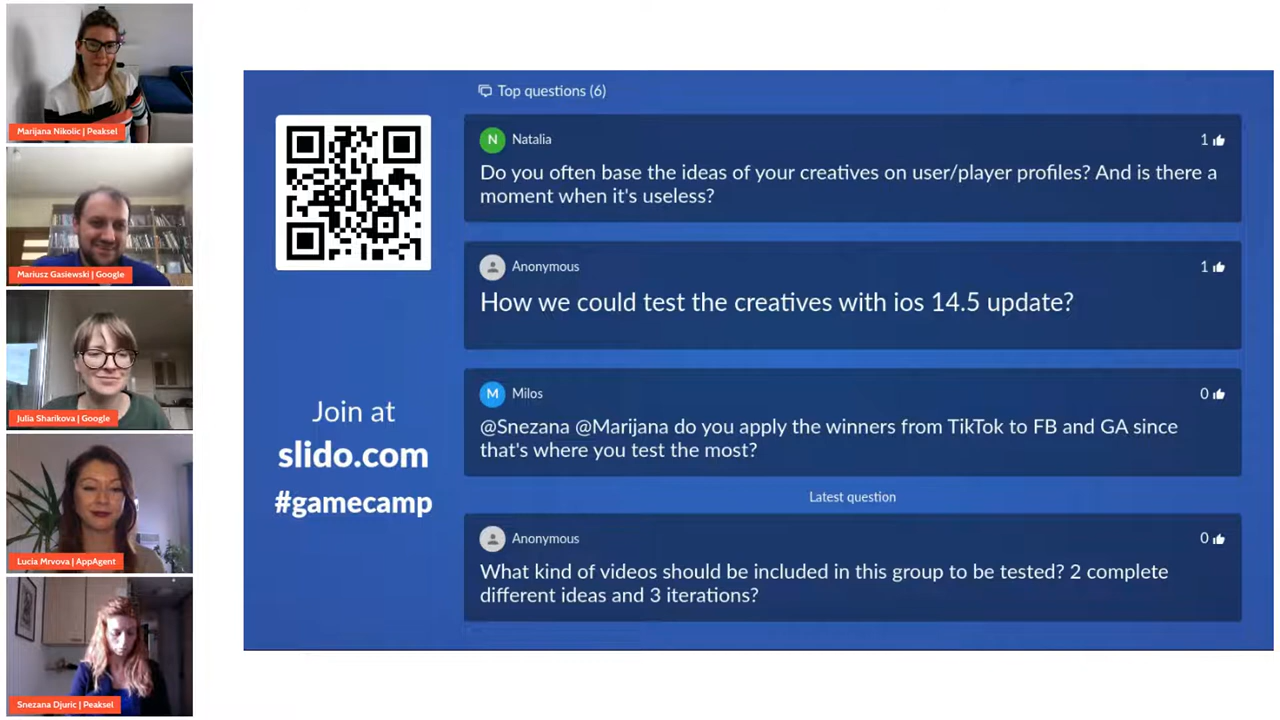 Marijana Nikolic | Peaksel
Mariusz Gasiewski | Google
Julia Sharikova | Google
Lucia Mrvova | AppAgent
Snezana Djuric | Peaksel
Join at
slido.com
#gamecamp
Top questions (6)
N Natalia 1
Do you often base the ideas of your creatives on user/player profiles? And is there a
moment when it's useless?
Anonymous 1
How we could test the creatives with ios 14.5 update?
M Milos 0
@Snezana @Marijana do you apply the winners from TikTok to FB and GA since
that's where you test the most?
Latest question
Anonymous 0
What kind of videos should be included in this group to be tested? 2 complete
different ideas and 3 iterations?